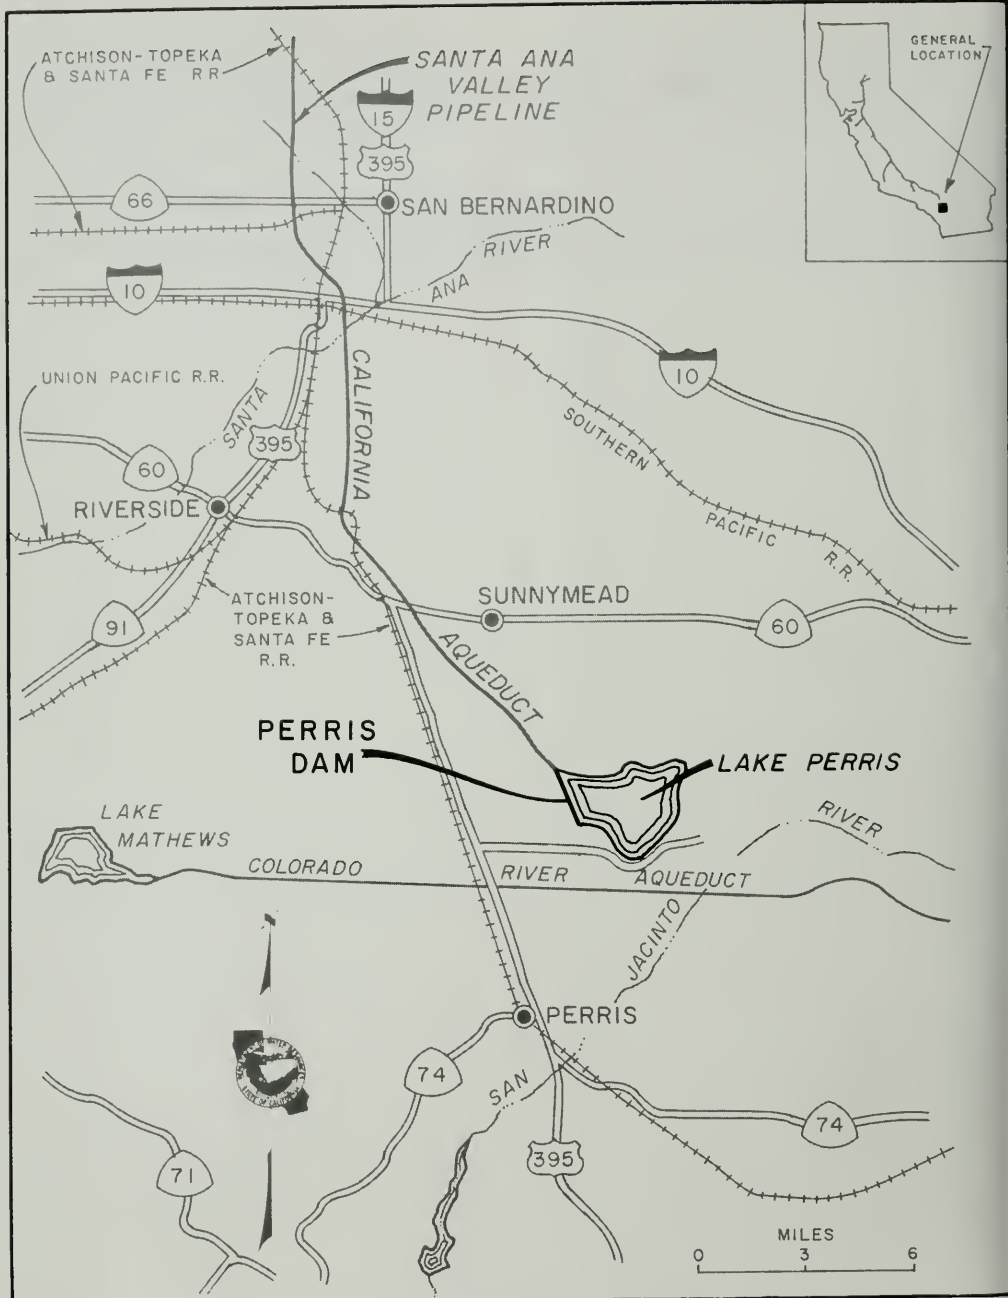 ATCHISON-TOPEKA
& SANTA FE RR
SANTA ANA
VALLEY
PIPELINE
GENERAL
LOCATION
15
395
66
SAN BERNARDINO
RIVER
ANA
10
10
UNION PACIFIC R.R.
CALIFORNIA
SANTA
395
60
SOUTHERN
RIVERSIDE
PACIFIC
R.R.
ATCHISON-
TOPEKA &
SANTA FE
R.R.
SUNNYMEAD
91
60
AQUEDUCT
PERRIS
DAM
LAKE PERRIS
LAKE
MATHEWS
RIVER
COLORADO
RIVER
AQUEDUCT
JACINTO
PERRIS
74
SAN
74
71
395
MILES
0 3 6